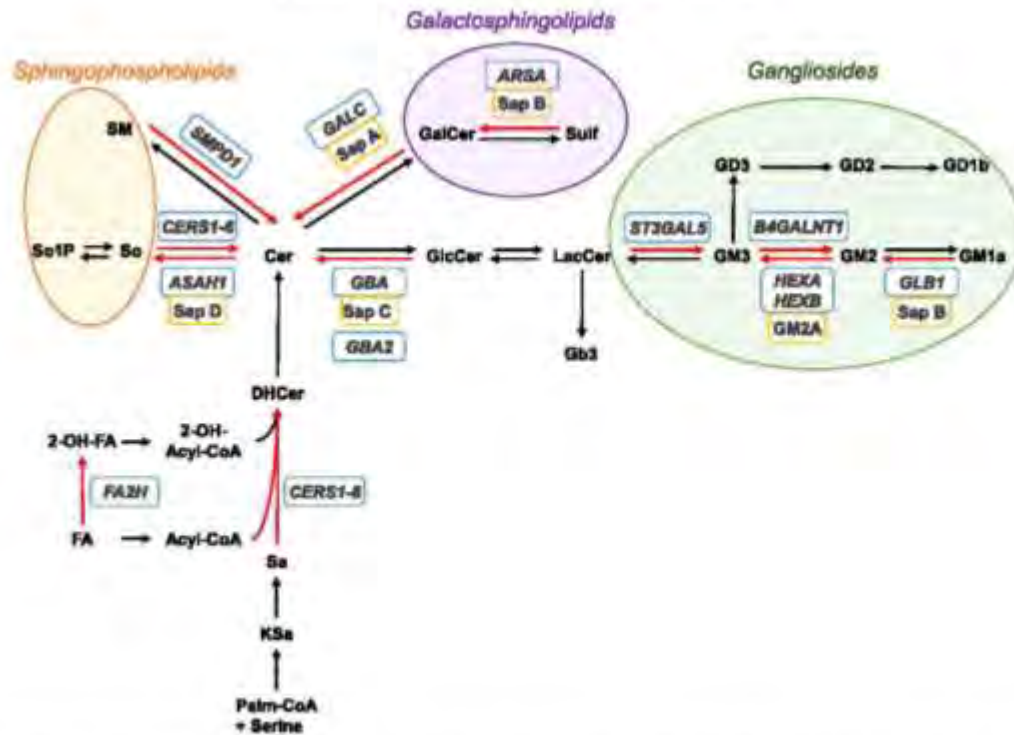 Galactosphingolipids
Sphingophospholipids
Gangliosides
ARSA
Sap B
GalCer
Sulf
GALC
Sap A
SM
SMPD1
GD3
GD2
GD1b
CERS1-6
ST3GAL5
B4GALNT1
So1P
So
Cer
GlcCer
LacCer
GM3
GM2
GM1a
ASAH1
Sap D
GBA
Sap C
GBA2
HEXA
HEXB
GM2A
GLB1
Sap B
Gb3
DHCer
2-OH-FA
2-OH-
Acyl-CoA
FA2H
CERS1-6
FA
Acyl-CoA
Sa
KSa
Palm-CoA
+ Serine